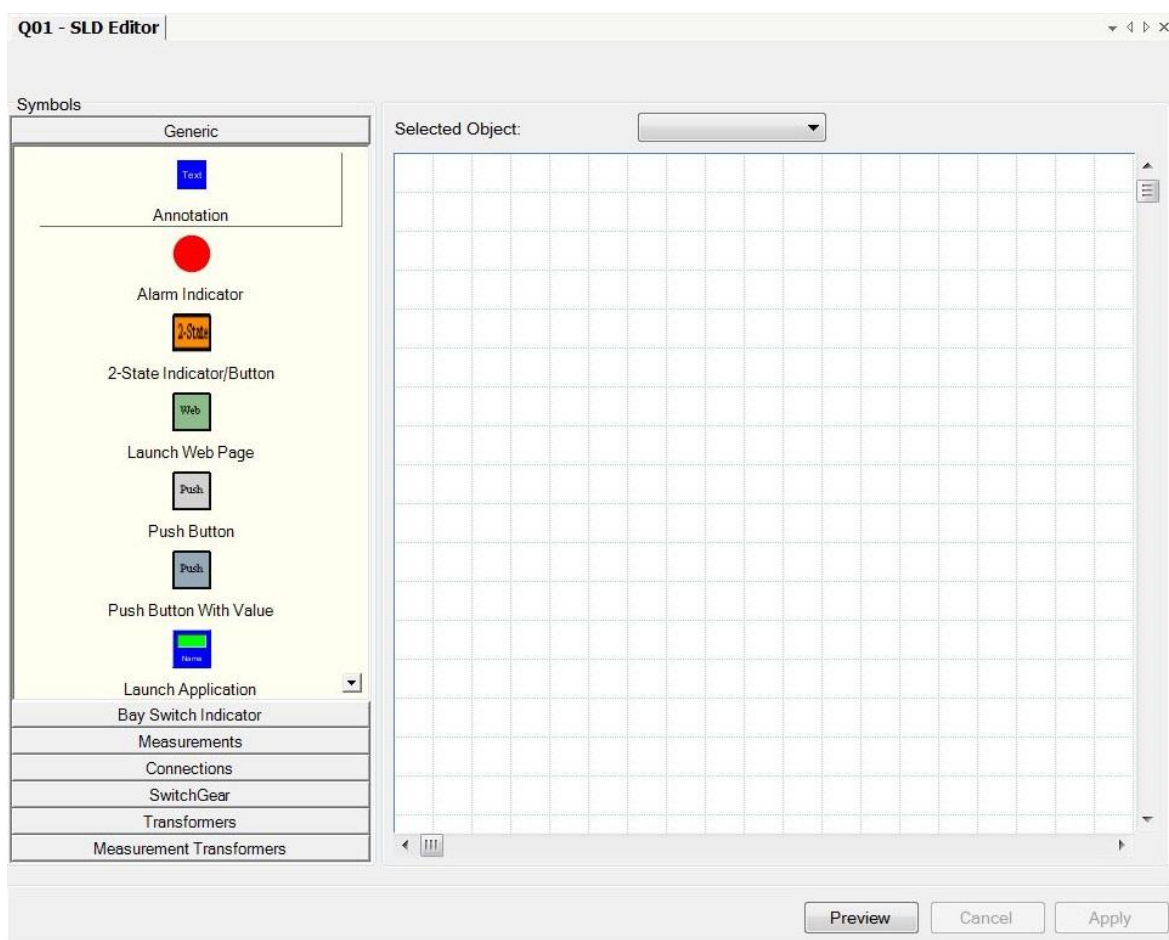 Q01 - SLD Editor
Symbols
Generic
Selected Object:
Text
Annotation
Alarm Indicator
2-State
2-State Indicator/Button
Web
Launch Web Page
Push
Push Button
Push
Push Button With Value
Name
Launch Application
Bay Switch Indicator
Measurements
Connections
SwitchGear
Transformers
Measurement Transformers
Preview
Cancel
Apply